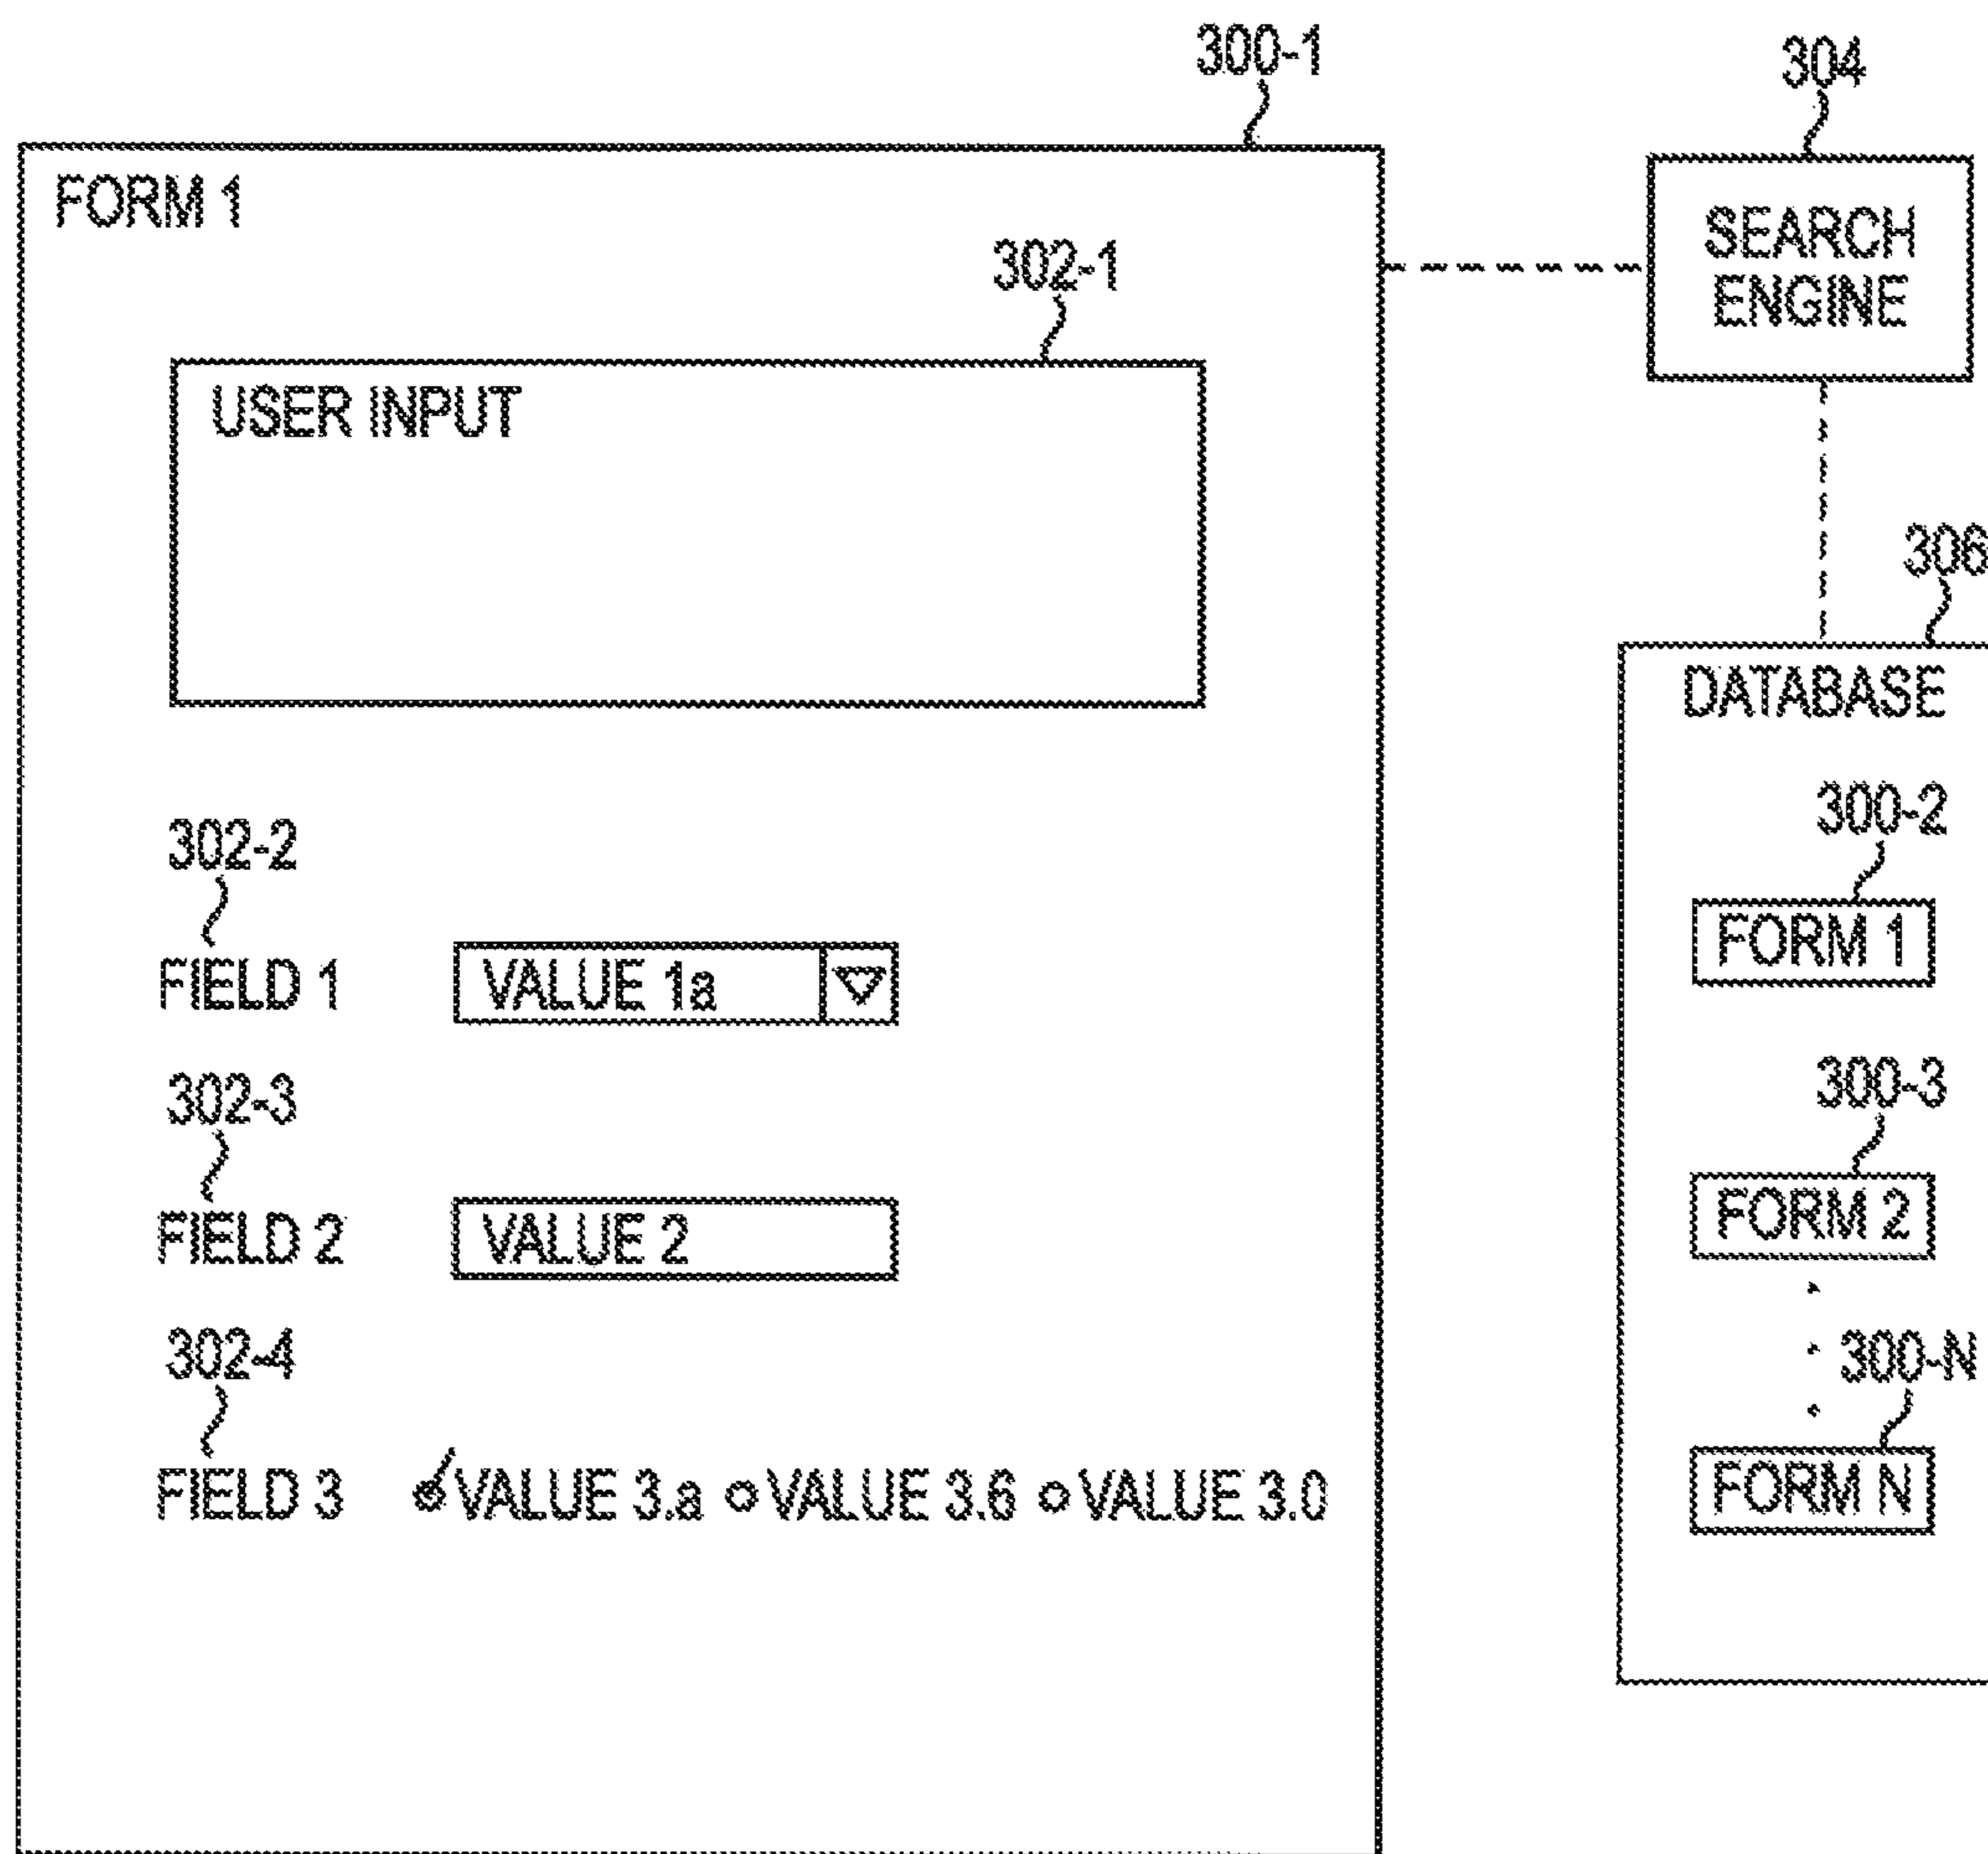 300-1
304
FORM 1
302-1
SEARCH
ENGINE
USER INPUT
306
DATABASE
302-2
300-2
FIELD 1 VALUE 1a
FORM 1
302-3
300-3
FIELD 2 VALUE 2
FORM 2
302-4
300-N
FIELD 3 VALUE 3.a VALUE 3.6 VALUE 3.0
FORM N